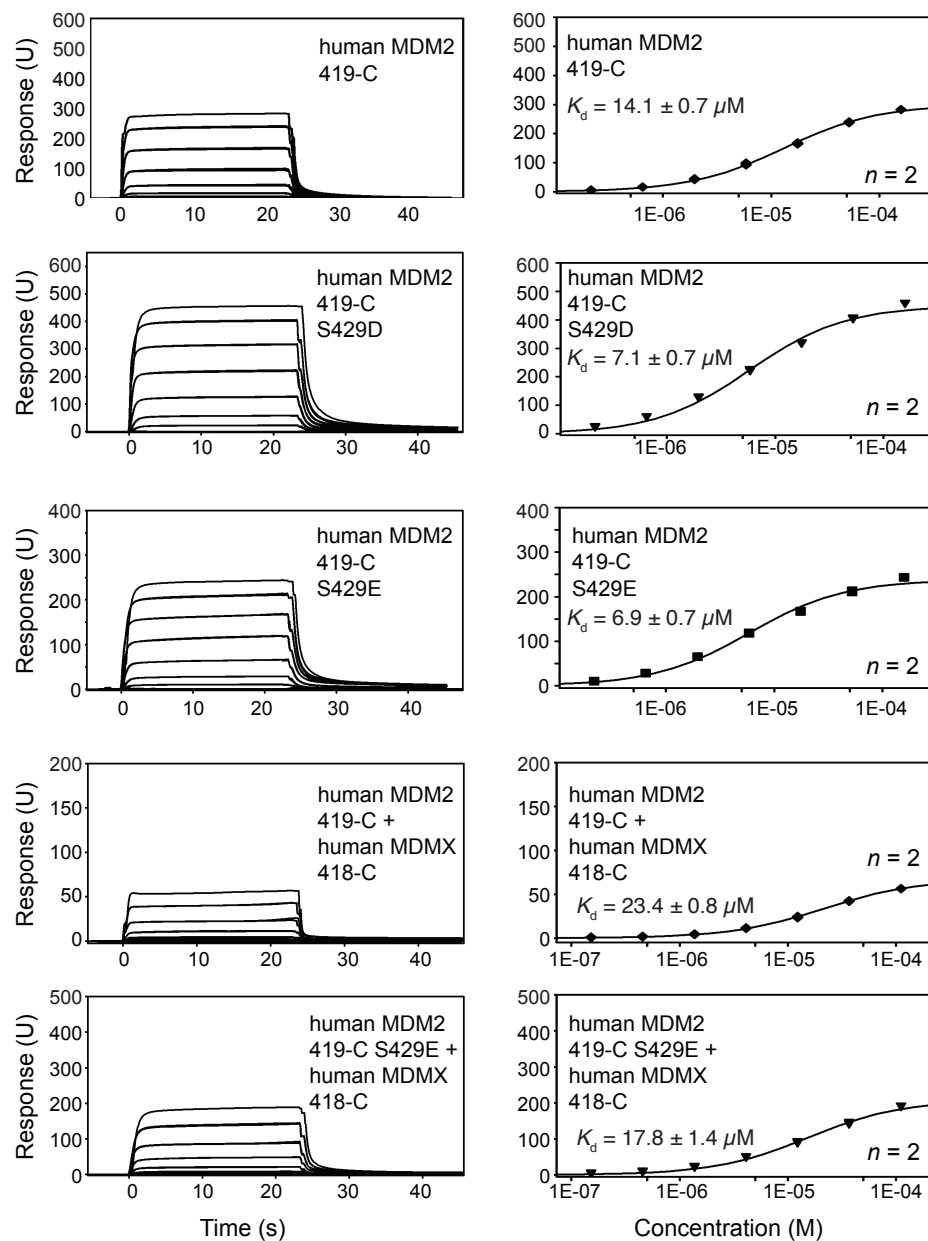 600
500
400
300
200
100
0
Response (U)
human MDM2
419-C
0
10
20
30
40
600
500
400
300
200
100
0
human MDM2
419-C
K_d = 14.1 ± 0.7 µM
n = 2
1E-06
1E-05
1E-04
600
500
400
300
200
100
0
Response (U)
human MDM2
419-C
S429D
0
10
20
30
40
600
500
400
300
200
100
0
human MDM2
419-C
S429D
K_d = 7.1 ± 0.7 µM
n = 2
1E-06
1E-05
1E-04
400
300
200
100
0
Response (U)
human MDM2
419-C
S429E
0
10
20
30
40
400
300
200
100
0
human MDM2
419-C
S429E
K_d = 6.9 ± 0.7 µM
n = 2
1E-06
1E-05
1E-04
200
150
100
50
0
Response (U)
human MDM2
419-C +
human MDMX
418-C
0
10
20
30
40
200
150
100
50
0
human MDM2
419-C +
human MDMX
418-C
K_d = 23.4 ± 0.8 µM
n = 2
1E-07
1E-06
1E-05
1E-04
500
400
300
200
100
0
Response (U)
human MDM2
419-C S429E +
human MDMX
418-C
0
10
20
30
40
Time (s)
500
400
300
200
100
0
human MDM2
419-C S429E +
human MDMX
418-C
K_d = 17.8 ± 1.4 µM
n = 2
1E-07
1E-06
1E-05
1E-04
Concentration (M)